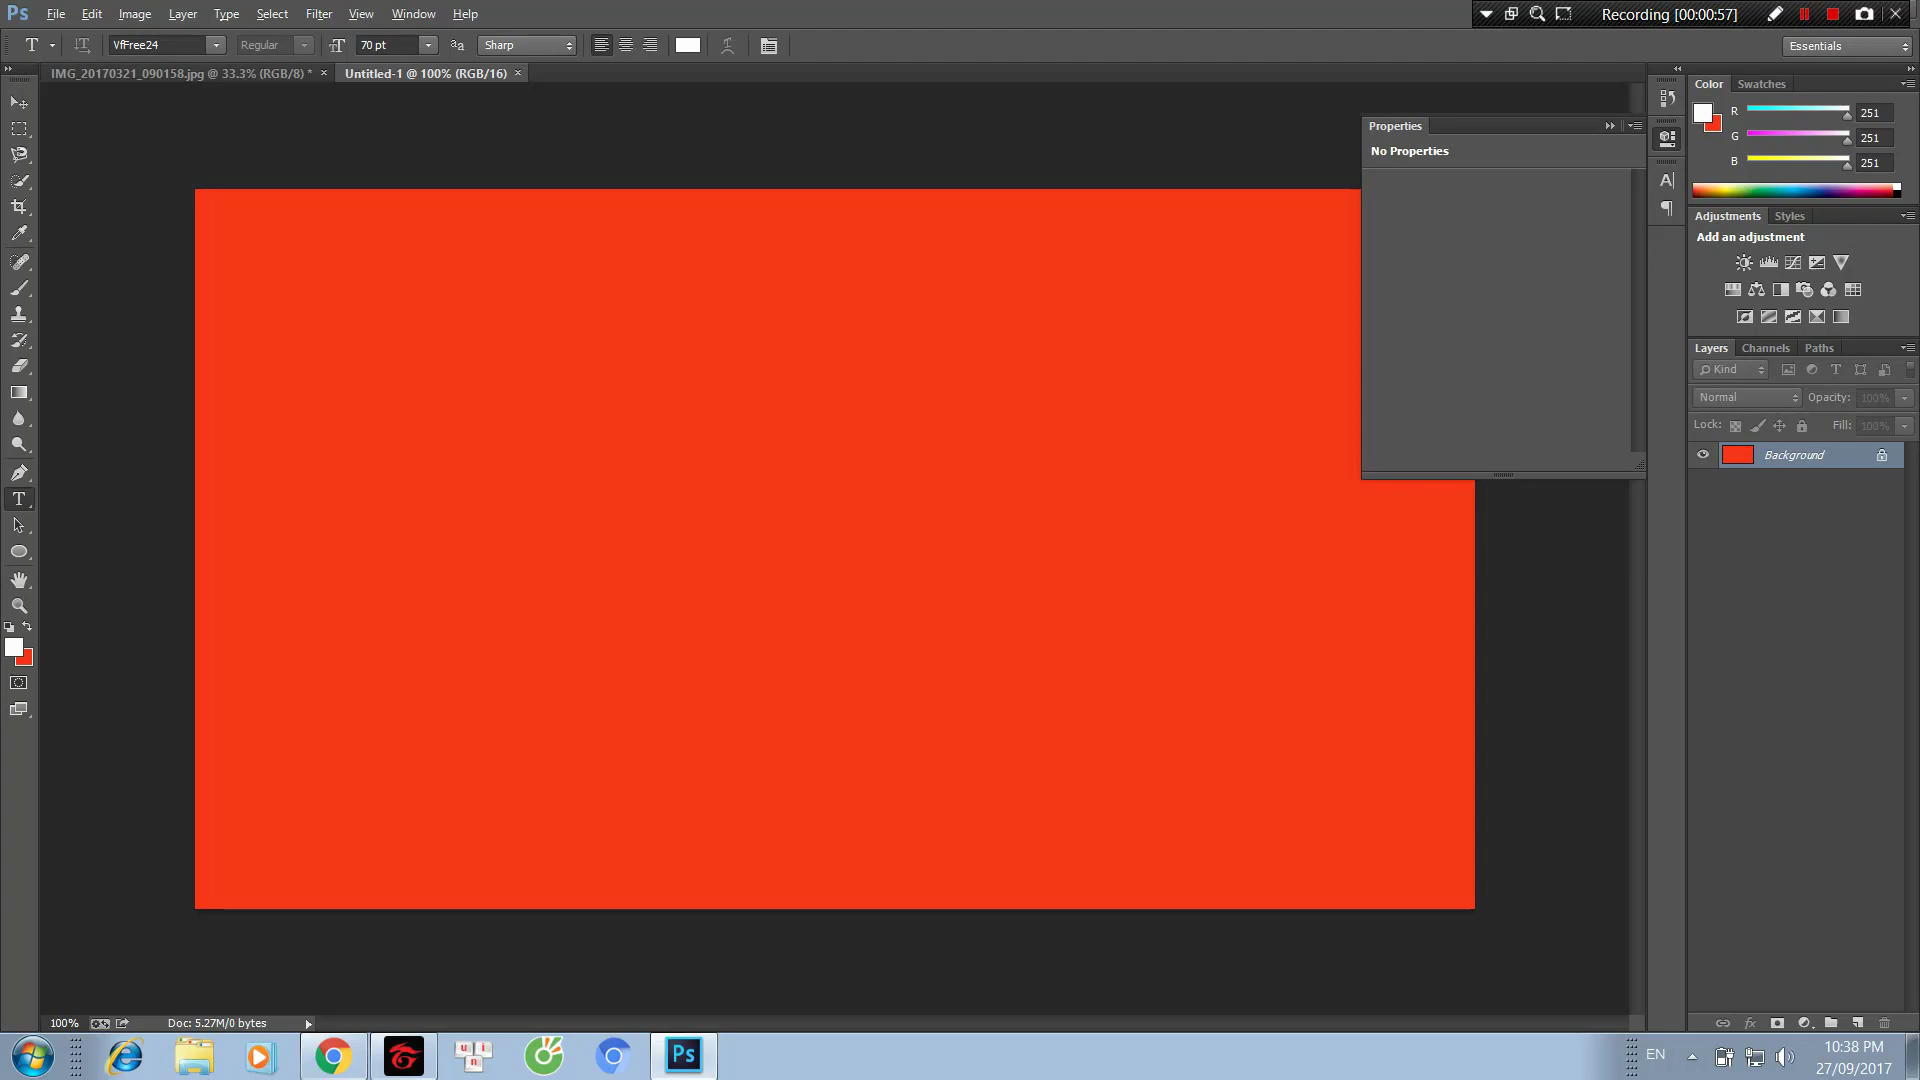 Ps File Edit Image Layer Type Select Filter View Window Help
Recording [00:00:57]
T VfFree24 Regular 70 pt Sharp Essentials
IMG_20170321_090158.jpg @ 33.3% (RGB/8) * × Untitled-1 @ 100% (RGB/16) ×
Color Swatches
R 251
G 251
B 251
Properties
No Properties
Adjustments Styles
Add an adjustment
Layers Channels Paths
Kind
Normal Opacity: 100%
Lock: Fill: 100%
Background
100% Doc: 5.27M/0 bytes
u i n
Ps
EN
10:38 PM
27/09/2017